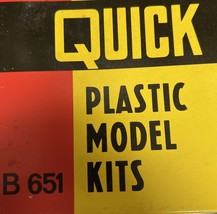 QUICK
PLASTIC
MODEL
B 651 KITS